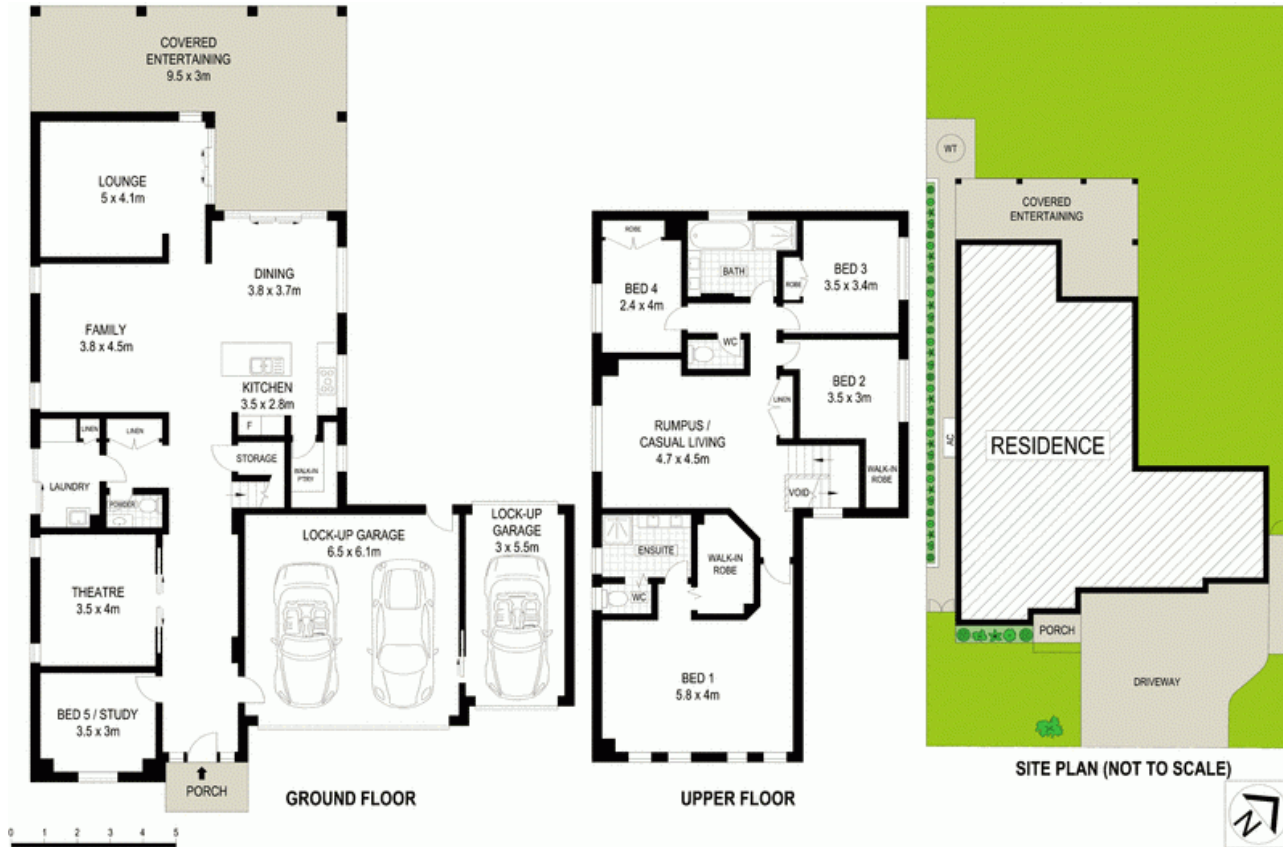 COVERED
ENTERTAINING
9.5 x 3m
LOUNGE
5 x 4.1m
DINING
3.8 x 3.7m
FAMILY
3.8 x 4.5m
KITCHEN
3.5 x 2.8m
F
LINEN
LINEN
STORAGE
WALK-IN
PTRY
LAUNDRY
POWDER
LOCK-UP GARAGE
6.5 x 6.1m
LOCK-UP
GARAGE
3 x 5.5m
THEATRE
3.5 x 4m
BED 5 / STUDY
3.5 x 3m
PORCH
GROUND FLOOR
0 1 2 3 4 5
ROBE
BATH
BED 4
2.4 x 4m
ROBE
BED 3
3.5 x 3.4m
WC
BED 2
3.5 x 3m
LINEN
RUMPUS /
CASUAL LIVING
4.7 x 4.5m
WALK-IN
ROBE
VOID
ENSUITE
WALK-IN
ROBE
WC
BED 1
5.8 x 4m
UPPER FLOOR
WT
COVERED
ENTERTAINING
AC
RESIDENCE
PORCH
DRIVEWAY
SITE PLAN (NOT TO SCALE)
N